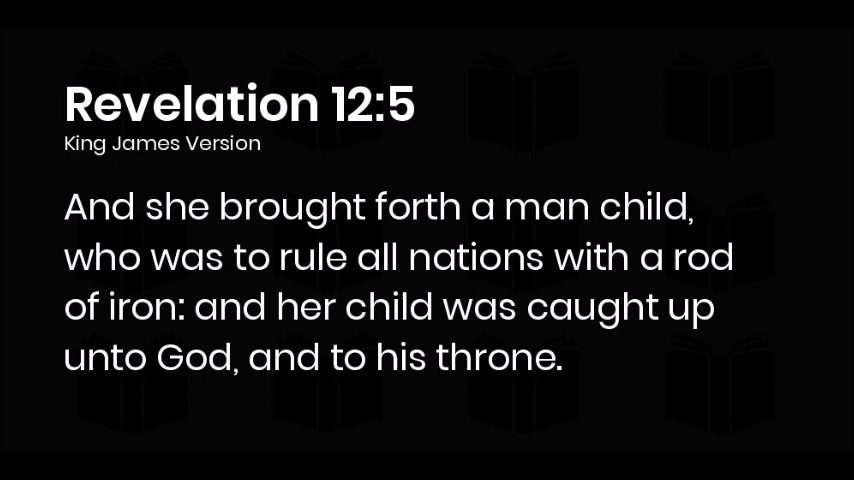 Revelation 12:5
King James Version
And she brought forth a man child,
who was to rule all nations with a rod
of iron: and her child was caught up
unto God, and to his throne.